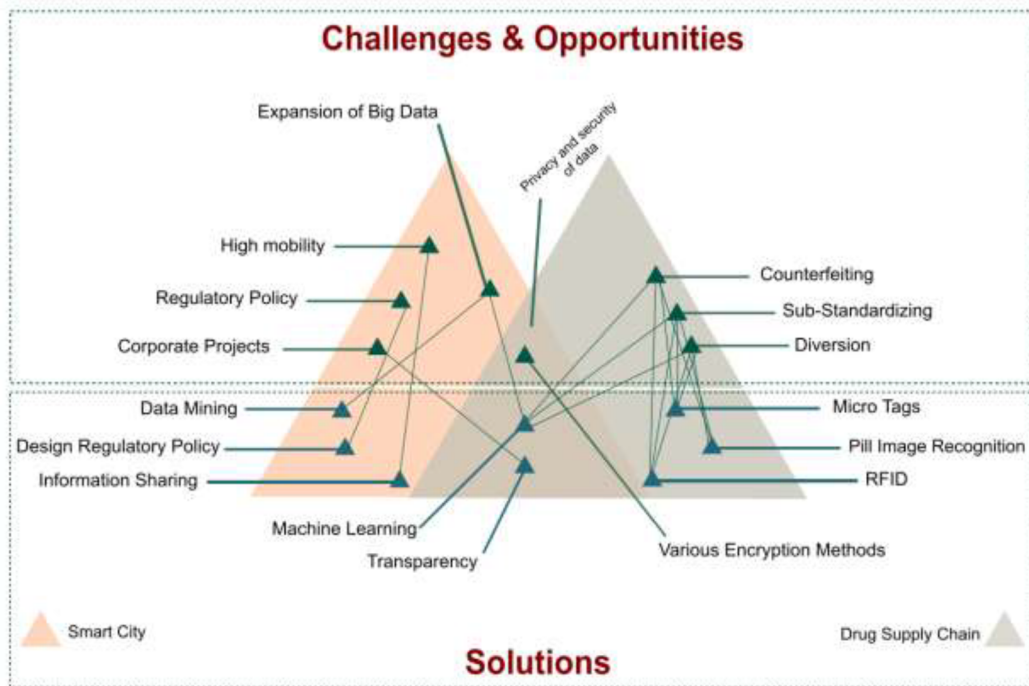 Challenges & Opportunities
Expansion of Big Data
Privacy and security
of data
High mobility
Counterfeiting
Regulatory Policy
Sub-Standardizing
Corporate Projects
Diversion
Data Mining
Micro Tags
Design Regulatory Policy
Pill Image Recognition
Information Sharing
RFID
Machine Learning
Various Encryption Methods
Transparency
Smart City
Drug Supply Chain
Solutions